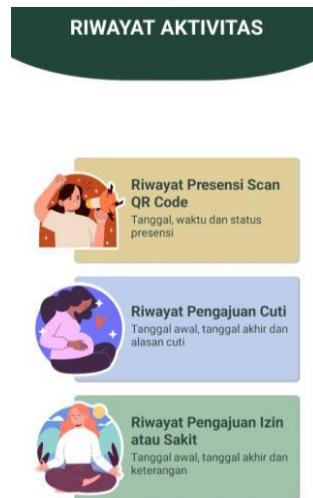 RIWAYAT AKTIVITAS
Riwayat Presensi Scan
QR Code
Tanggal, waktu dan status
presensi
Riwayat Pengajuan Cuti
Tanggal awal, tanggal akhir dan
alasan cuti
Riwayat Pengajuan Izin
atau Sakit
Tanggal awal, tanggal akhir dan
keterangan